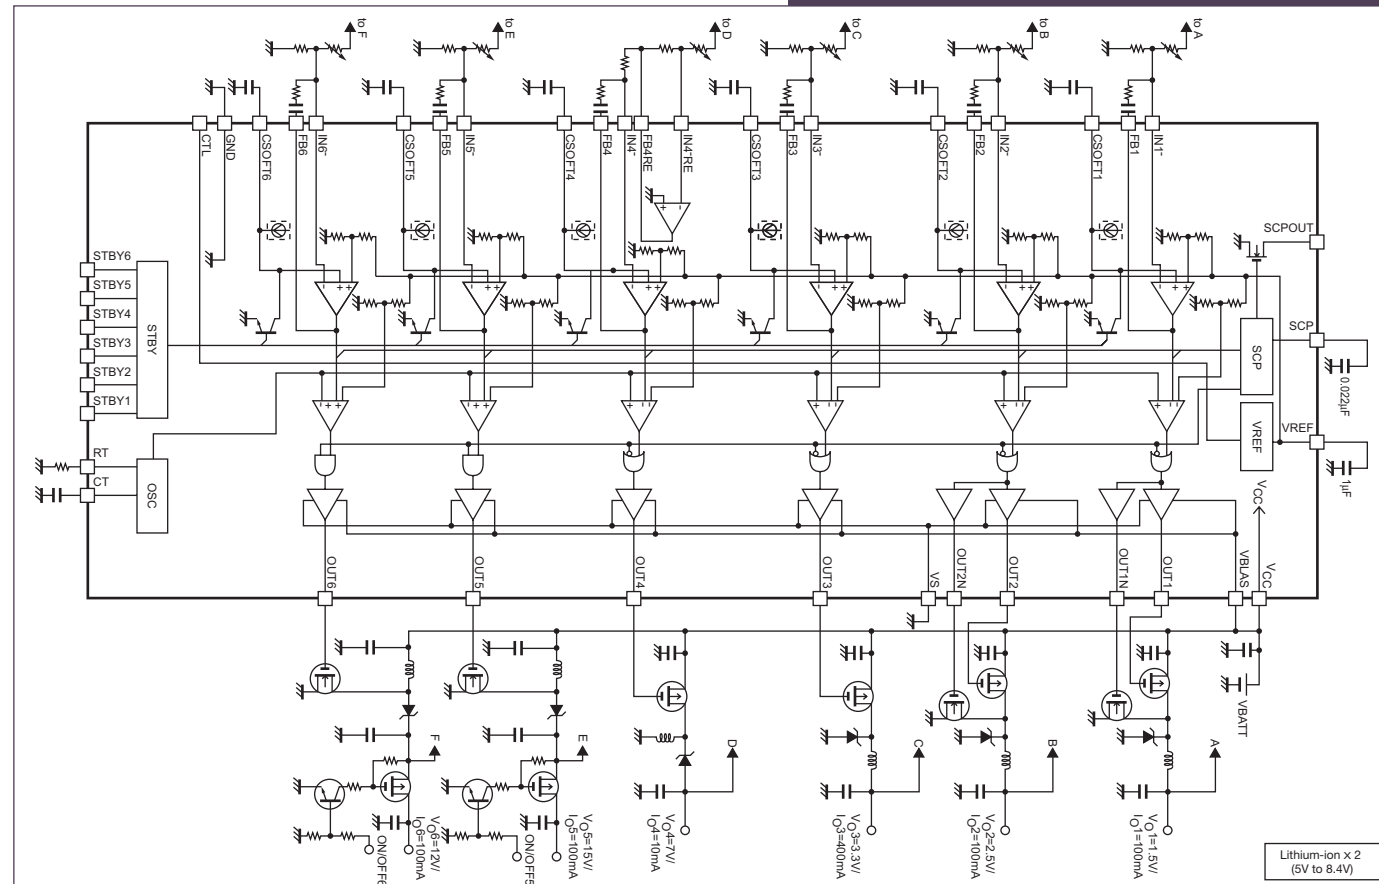 to F
to E
to D
to C
to B
to A
CTL
GND
CSOFT6
FB6
IN6-
CSOFT5
FB5
IN5-
CSOFT4
FB4
IN4-
FB4RE
IN4-RE
CSOFT3
FB3
IN3-
CSOFT2
FB2
IN2-
CSOFT1
FB1
IN1-
SCPOUT
STBY6
STBY5
STBY4
STBY3
STBY2
STBY1
STBY
SCP
SCP
0.022μF
VREF
VREF
1μF
RT
CT
OSC
VCC
OUT6
OUT5
OUT4
OUT3
VS
OUT2N
OUT2
OUT1N
OUT1
VBLAS
VCC
VBATT
F
E
D
C
B
A
ON/OFF6
VO6=12V/
IO6=100mA
ON/OFF5
VO5=15V/
IO5=100mA
VO4=7V/
IO4=10mA
VO3=3.3V/
IO3=400mA
VO2=2.5V/
IO2=100mA
VO1=1.5V/
IO1=100mA
Lithium-ion x 2
(5V to 8.4V)